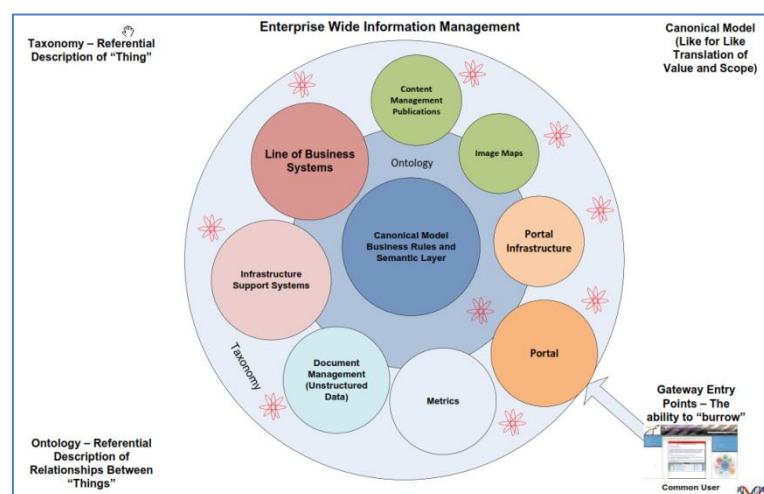 Enterprise Wide Information Management
Taxonomy – Referential
Description of “Thing”
Canonical Model
(Like for Like
Translation of
Value and Scope)
Content
Management
Publications
Line of Business
Systems
Ontology
Image Maps
Canonical Model
Business Rules and
Semantic Layer
Portal
Infrastructure
Infrastructure
Support Systems
Taxonomy
Document
Management
(Unstructured
Data)
Metrics
Portal
Gateway Entry
Points – The
ability to “burrow”
Common User
Ontology – Referential
Description of
Relationships Between
“Things”